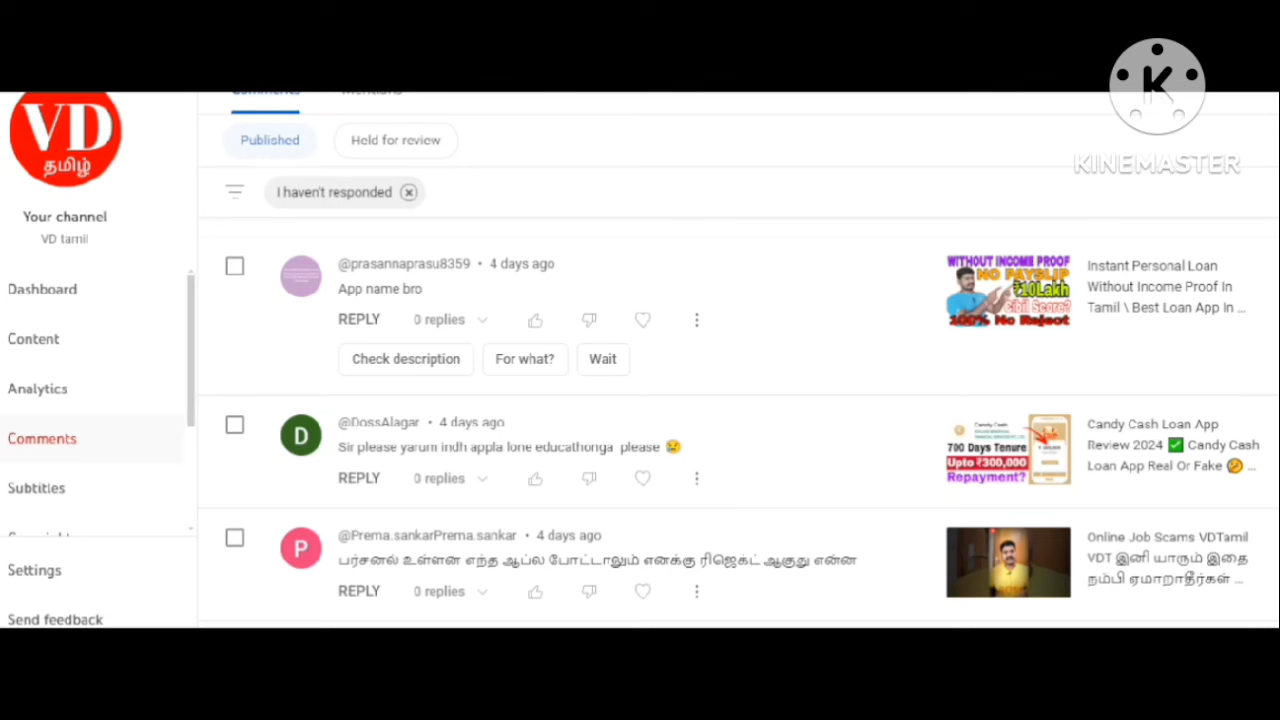 Comments
Mentions
K
KINEMASTER
VD
தமிழ்
Published
Held for review
I haven't responded
Your channel
VD tamil
Dashboard
Content
Analytics
Comments
Subtitles
Settings
Send feedback
@prasannaprasu8359 • 4 days ago
App name bro
REPLY 0 replies
Check description For what? Wait
WITHOUT INCOME PROOF
NO PAYSLIP
₹10Lakh
Cibil Score?
100% No Reject
Instant Personal Loan
Without Income Proof In
Tamil \ Best Loan App In ...
D
@DossAlagar • 4 days ago
Sir please yarum indh appla lone educathonga please 😢
REPLY 0 replies
Candy Cash
700 Days Tenure
Upto ₹300,000
Repayment?
Candy Cash Loan App
Review 2024 ✅ Candy Cash
Loan App Real Or Fake 🤔 ...
P
@Prema.sankarPrema.sankar • 4 days ago
பர்சனல் உள்ளன எந்த ஆப்ல போட்டாலும் எனக்கு ரிஜெக்ட் ஆகுது என்ன
REPLY 0 replies
Online Job Scams VDTamil
VDT இனி யாரும் இதை
நம்பி ஏமாறாதீர்கள் ...